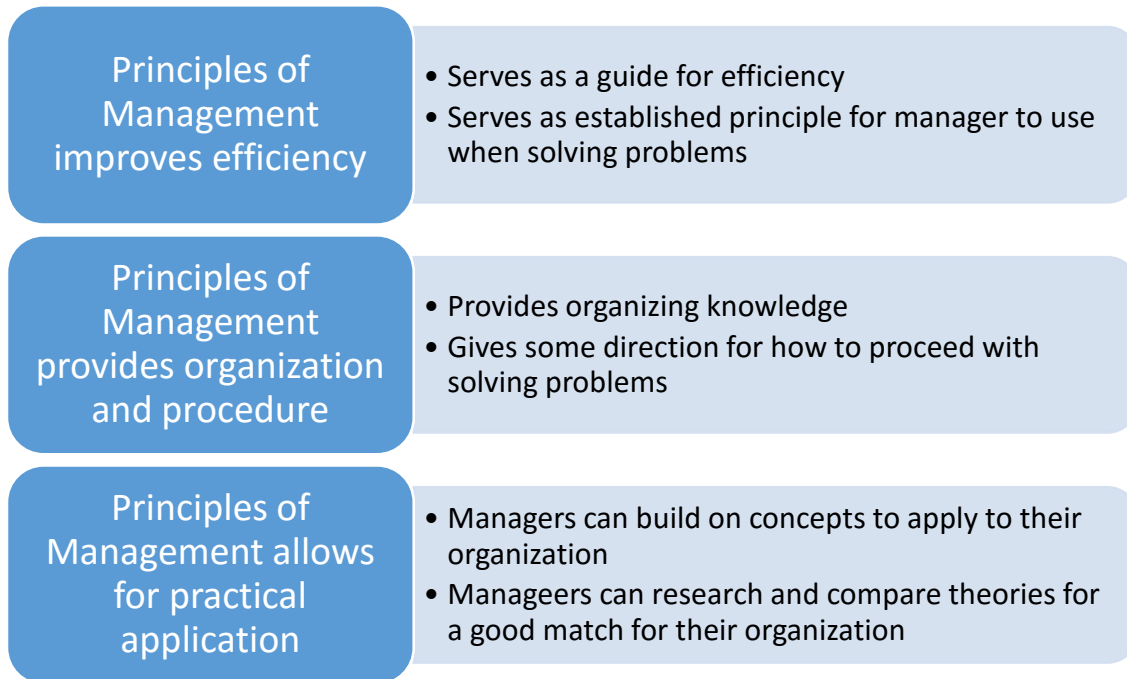 Principles of
Management
improves efficiency
• Serves as a guide for efficiency
• Serves as established principle for manager to use
when solving problems
Principles of
Management
provides organization
and procedure
• Provides organizing knowledge
• Gives some direction for how to proceed with
solving problems
Principles of
Management allows
for practical
application
• Managers can build on concepts to apply to their
organization
• Manageers can research and compare theories for
a good match for their organization